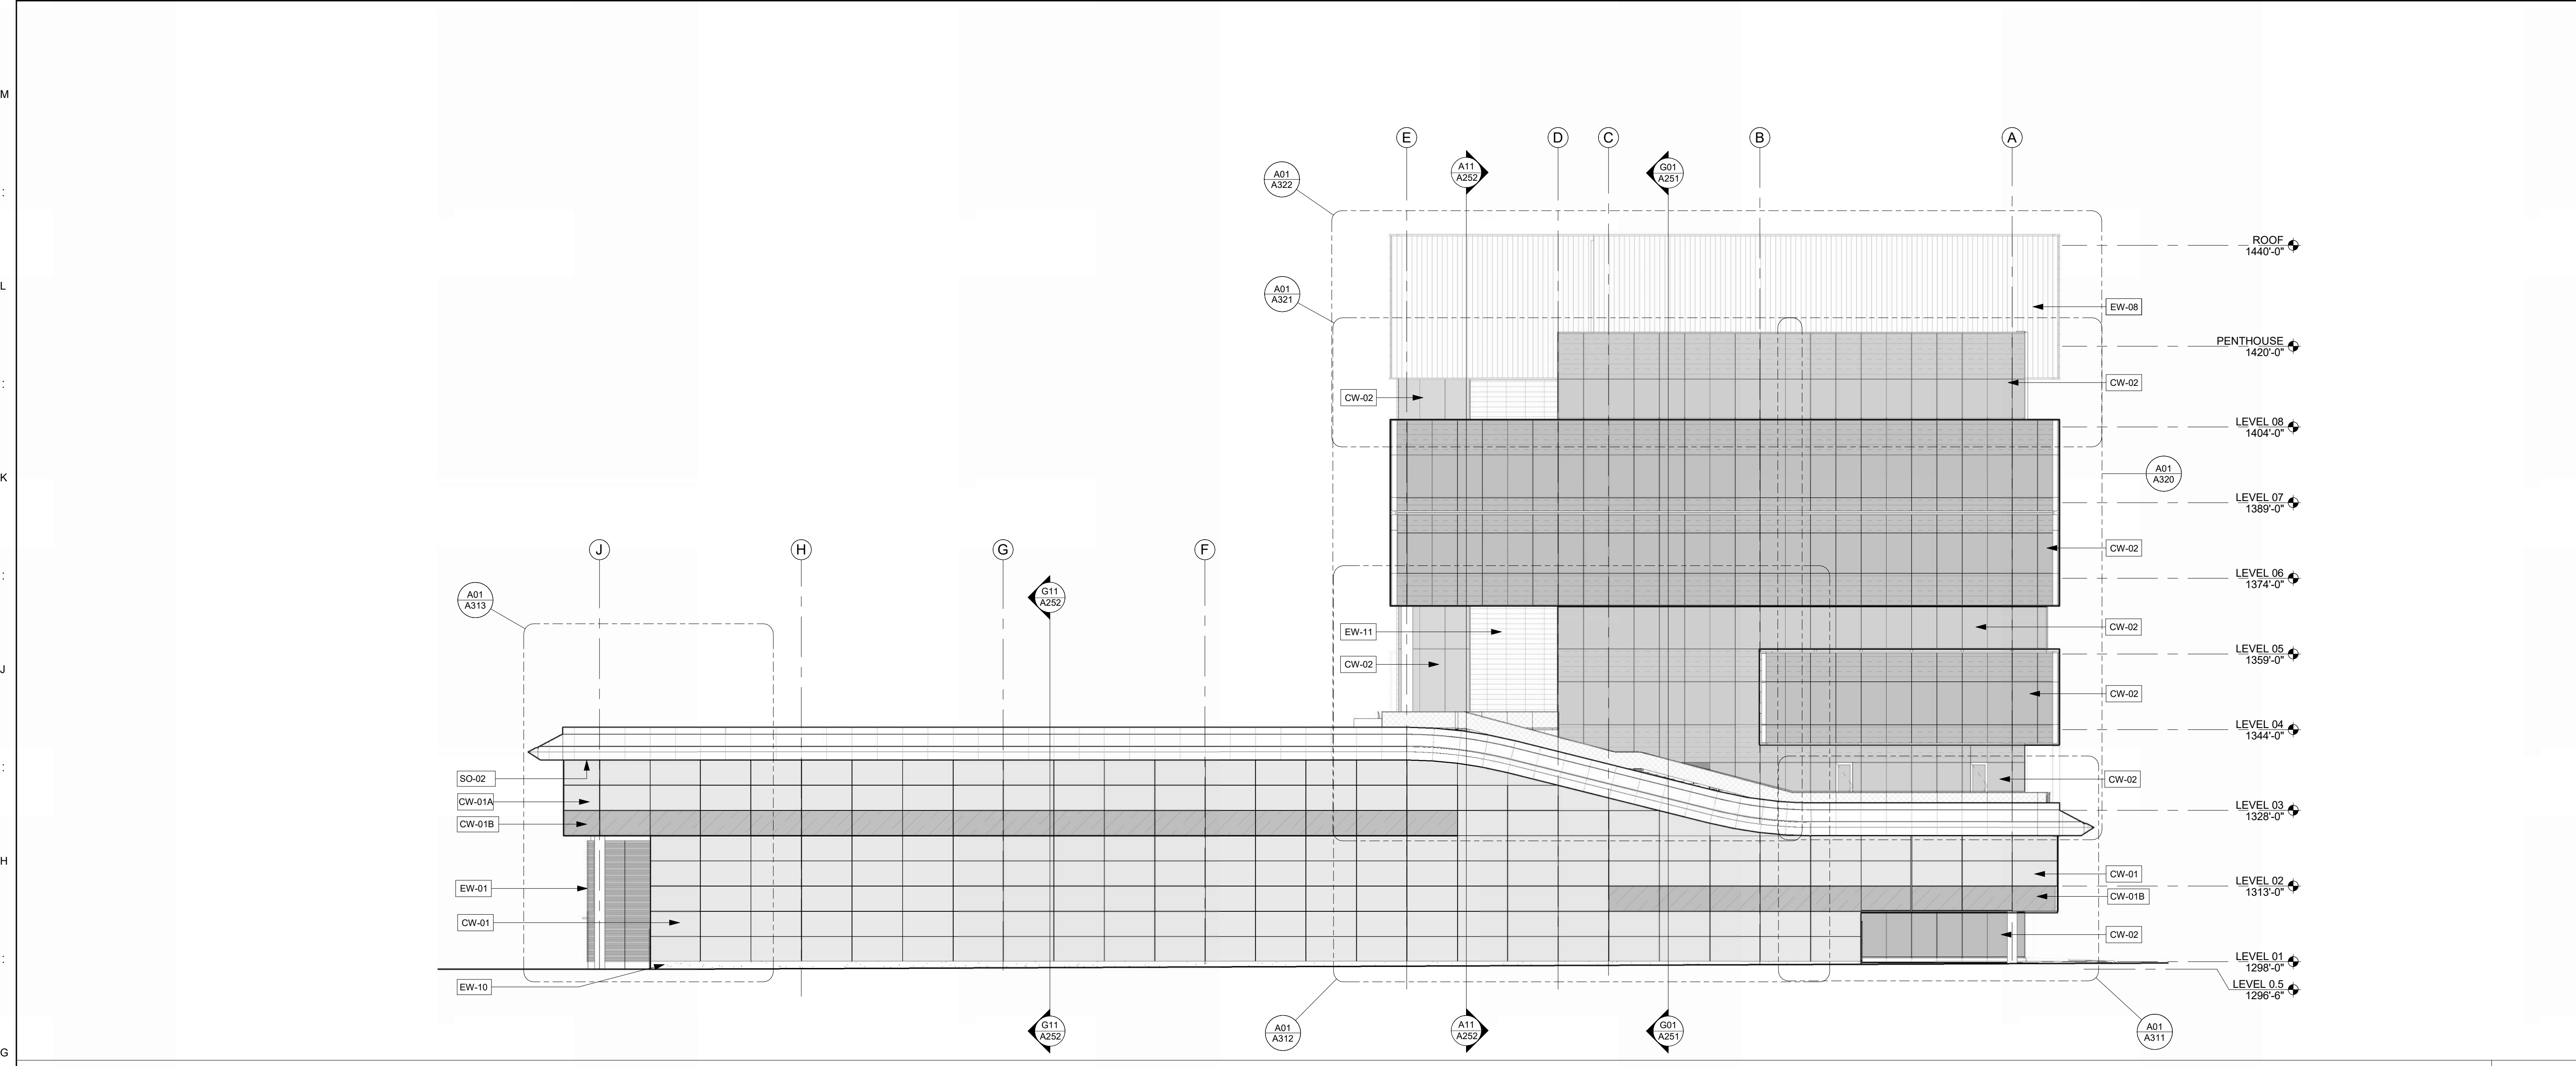 M
E
D
C
B
A
A01
A322
A11
A252
G01
A251
:
ROOF
1440'-0"
L
A01
A321
EW-08
PENTHOUSE
1420'-0"
:
CW-02
CW-02
LEVEL 08
1404'-0"
K
A01
A320
LEVEL 07
1389'-0"
J
H
G
F
CW-02
:
LEVEL 06
1374'-0"
A01
A313
G11
A252
EW-11
CW-02
CW-02
LEVEL 05
1359'-0"
J
CW-02
LEVEL 04
1344'-0"
:
SO-02
CW-02
CW-01A
CW-01B
LEVEL 03
1328'-0"
H
CW-01
EW-01
LEVEL 02
1313'-0"
CW-01B
CW-01
CW-02
:
LEVEL 01
1298'-0"
EW-10
LEVEL 0.5
1296'-6"
G11
A252
A01
A312
A11
A252
G01
A251
A01
A311
G